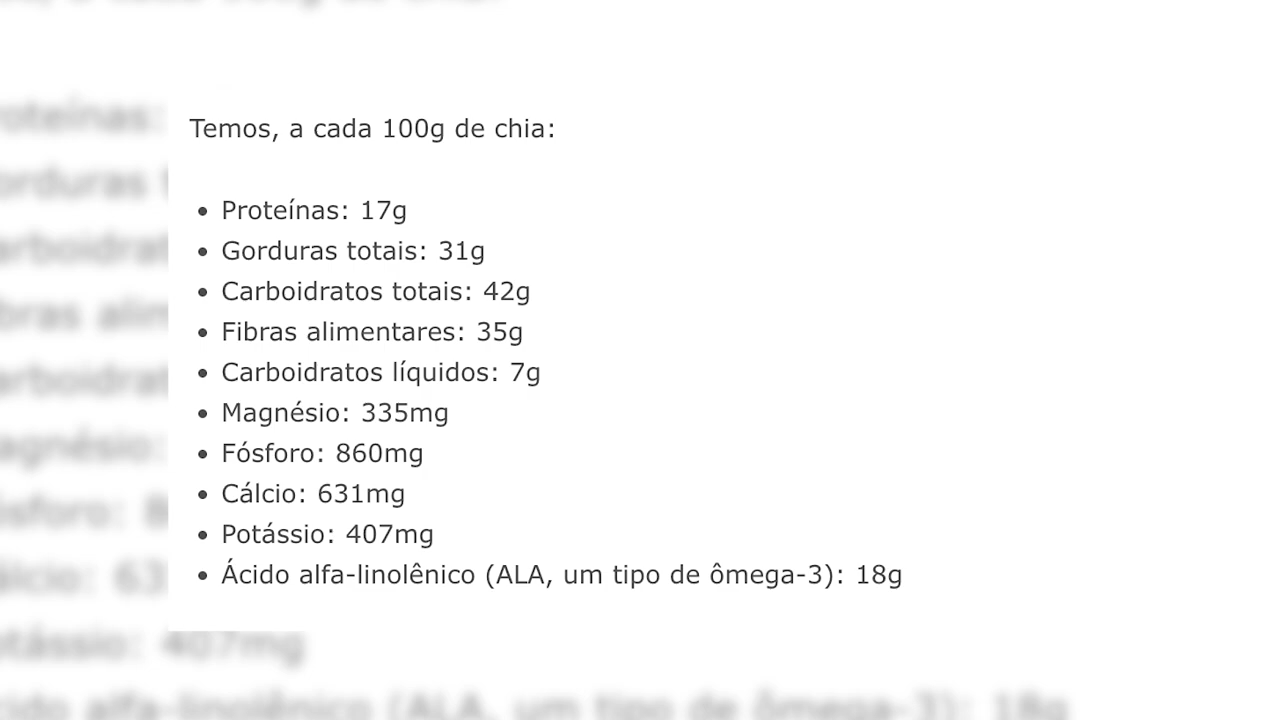 Temos, a cada 100g de chia:
• Proteínas: 17g
• Gorduras totais: 31g
• Carboidratos totais: 42g
• Fibras alimentares: 35g
• Carboidratos líquidos: 7g
• Magnésio: 335mg
• Fósforo: 860mg
• Cálcio: 631mg
• Potássio: 407mg
• Ácido alfa-linolênico (ALA, um tipo de ômega-3): 18g